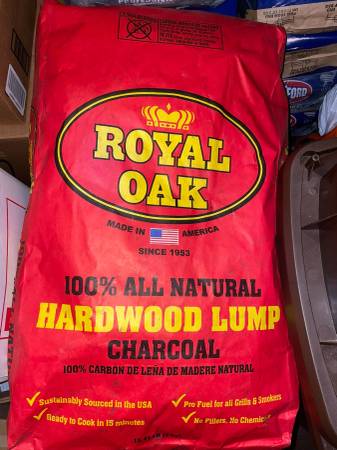 ROYAL
OAK
MADE IN AMERICA
SINCE 1953
100% ALL NATURAL
HARDWOOD LUMP
CHARCOAL
100% CARBÓN DE LEÑA DE MADERE NATURAL
Sustainably Sourced in the USA
Pro Fuel for all Grills & Smokers
Ready to Cook in 15 minutes
No Fillers. No Chemic